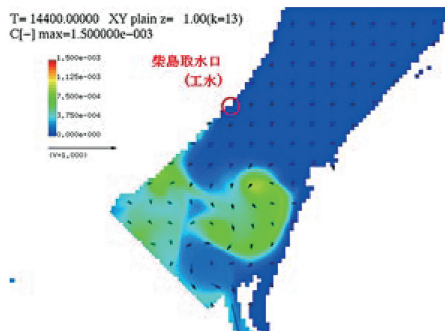 T= 14400.00000 XY plain z= 1.00(k=13)
C[-] max=1.500000e-003
柴島取水口
(工水)
1.500e-003
1.125e-003
7.500e-004
3.750e-004
0.000e+000
(V=1.000)